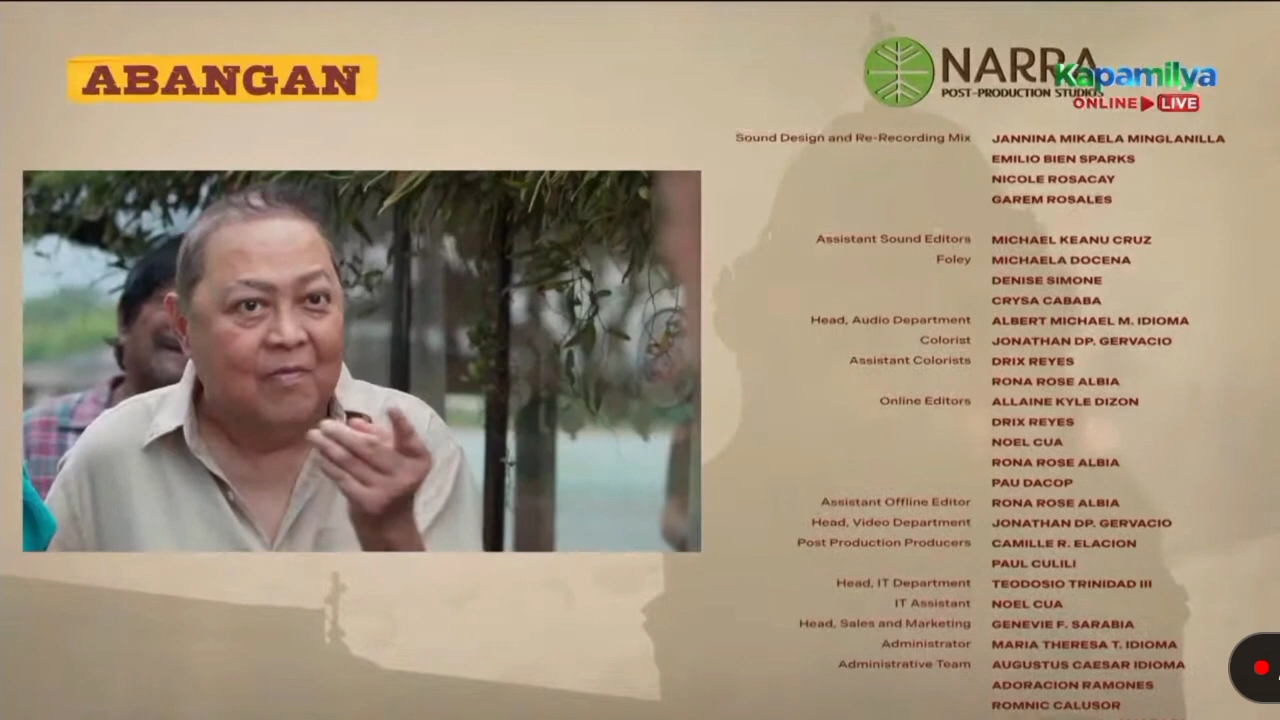 ABANGAN
NARRA
POST-PRODUCTION STUDIOS
Kapamilya
ONLINE LIVE
Sound Design and Re-Recording Mix JANNINA MIKAELA MINGLANILLA
EMILIO BIEN SPARKS
NICOLE ROSACAY
GAREM ROSALES
Assistant Sound Editors MICHAEL KEANU CRUZ
Foley MICHAELA DOCENA
DENISE SIMONE
CRYSA CABABA
Head, Audio Department ALBERT MICHAEL M. IDIOMA
Colorist JONATHAN DP. GERVACIO
Assistant Colorists DRIX REYES
RONA ROSE ALBIA
Online Editors ALLAINE KYLE DIZON
DRIX REYES
NOEL CUA
RONA ROSE ALBIA
PAU DACOP
Assistant Offline Editor RONA ROSE ALBIA
Head, Video Department JONATHAN DP. GERVACIO
Post Production Producers CAMILLE R. ELACION
PAUL CULILI
Head, IT Department TEODOSIO TRINIDAD III
IT Assistant NOEL CUA
Head, Sales and Marketing GENEVIE F. SARABIA
Administrator MARIA THERESA T. IDIOMA
Administrative Team AUGUSTUS CAESAR IDIOMA
ADORACION RAMONES
ROMNIC CALUSOR